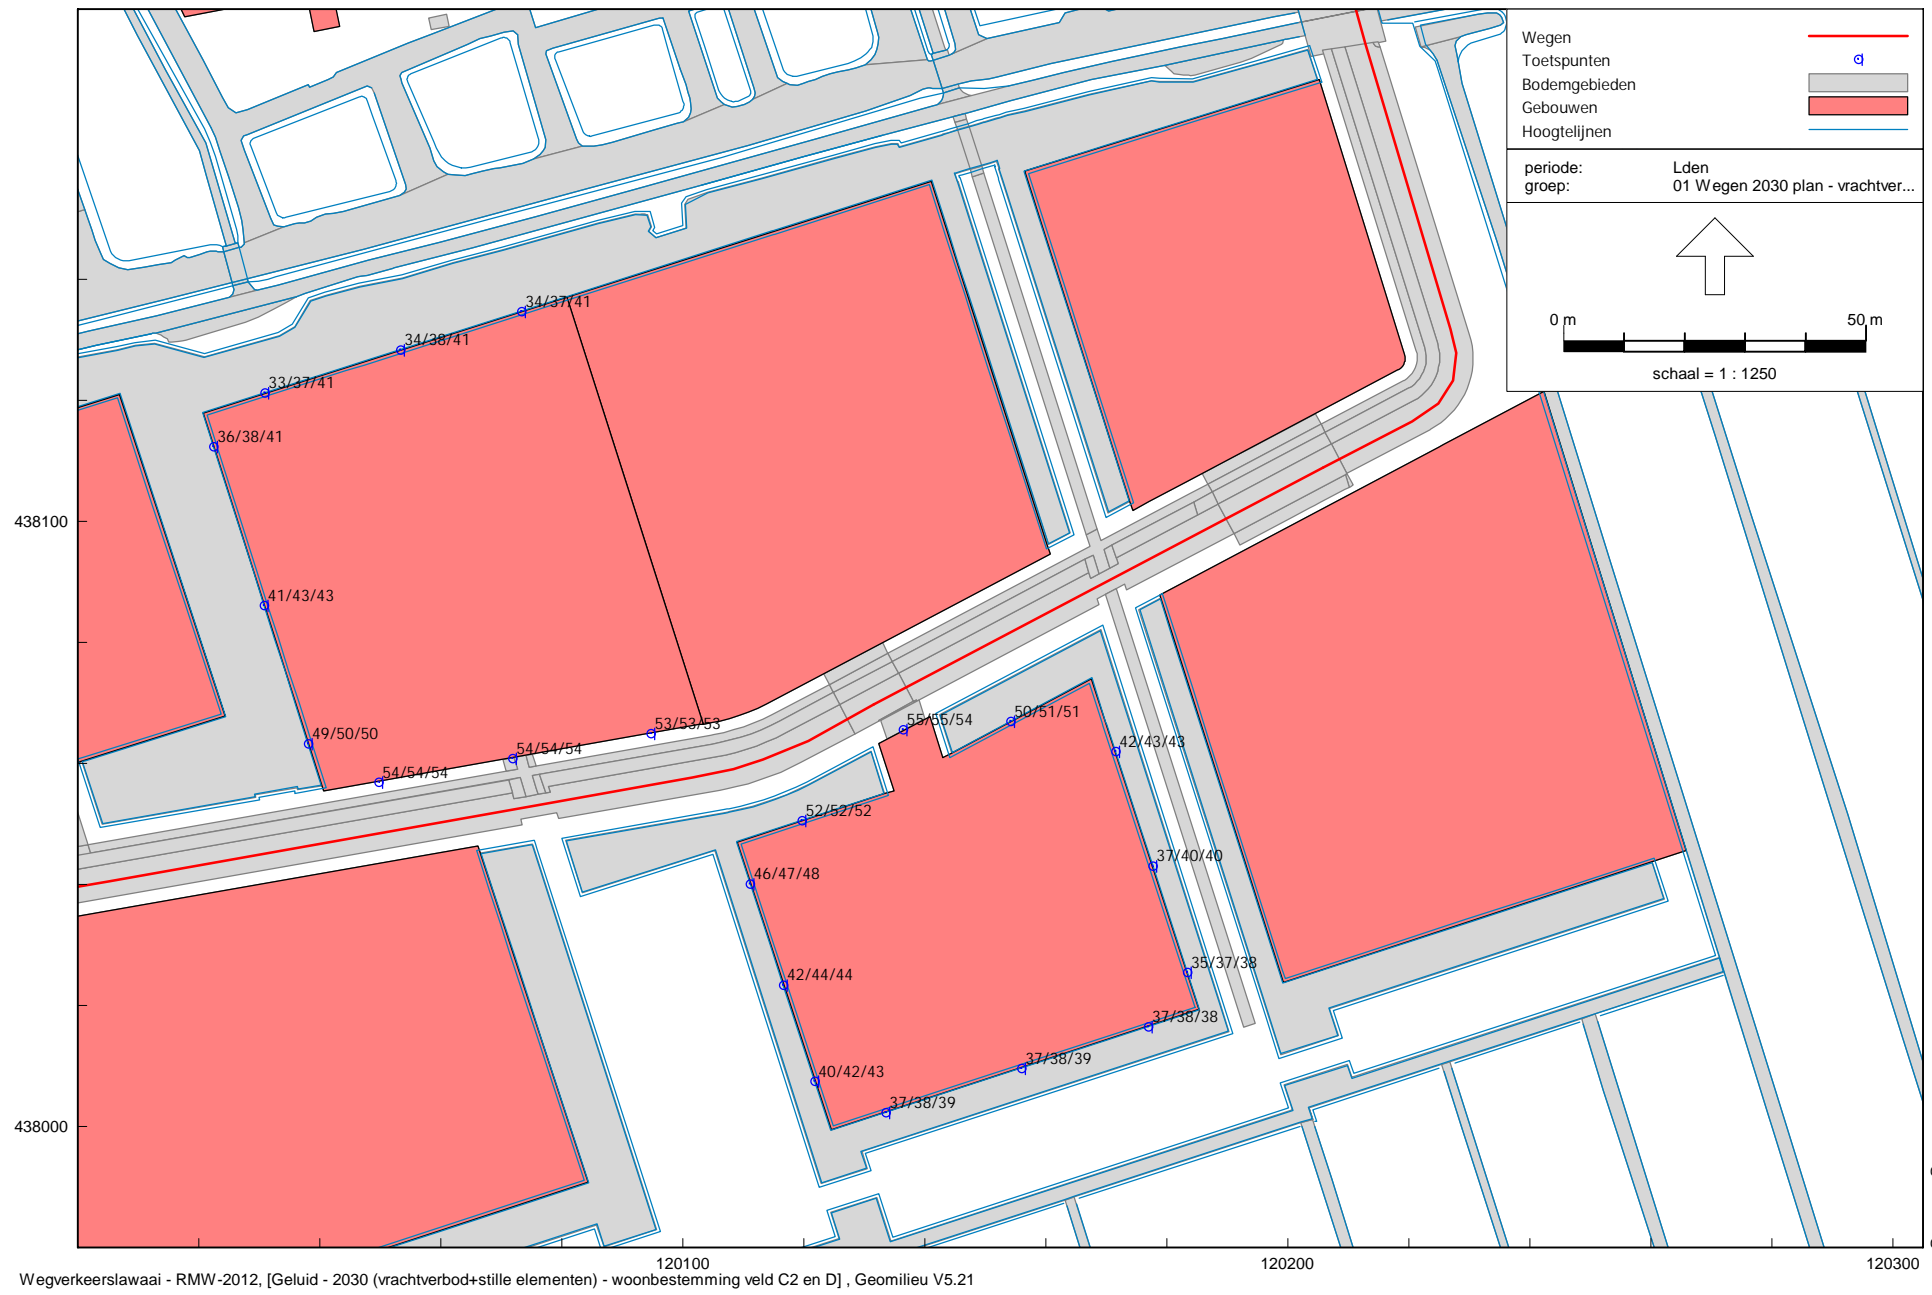 Wegen
Toetspunten
Bodemgebieden
Gebouwen
Hoogtelijnen
periode: Lden
groep: 01 Wegen 2030 plan - vrachtver...
0 m 50 m
schaal = 1 : 1250
34/37/41
34/38/41
33/37/41
36/38/41
438100
41/43/43
49/50/50
53/53/53
54/54/54
54/54/54
55/55/54
50/51/51
42/43/43
52/52/52
46/47/48
37/40/40
42/44/44
35/37/38
37/38/38
37/38/39
40/42/43
37/38/39
438000
120100 120200 120300
Wegverkeerslawaai - RMW-2012, [Geluid - 2030 (vrachtverbod+stille elementen) - woonbestemming veld C2 en D] , Geomilieu V5.21